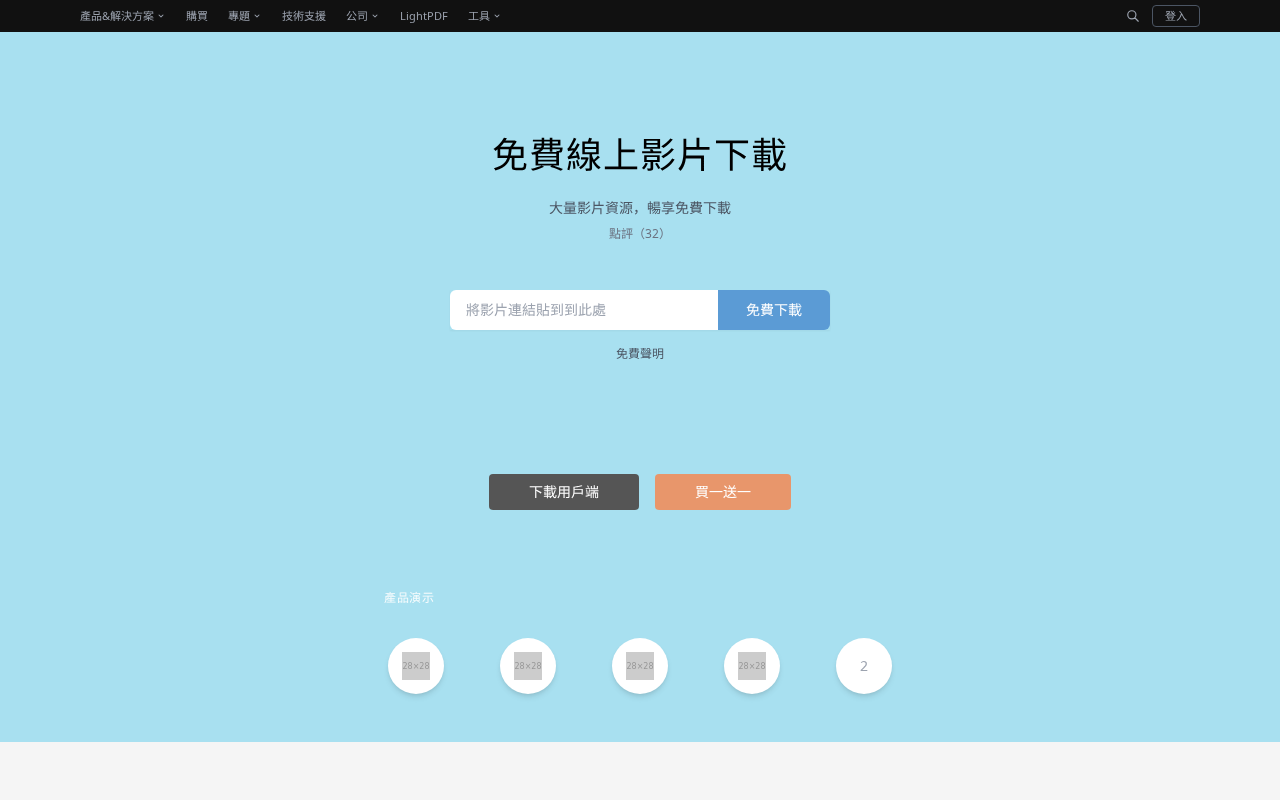 產品&解決方案 購買 專題 技術支援 公司 LightPDF 工具 登入
免費線上影片下載
大量影片資源，暢享免費下載
點評（32）
將影片連結貼到到此處 免費下載
免費聲明
下載用戶端 買一送一
產品演示
28×28 28×28 28×28 28×28 2